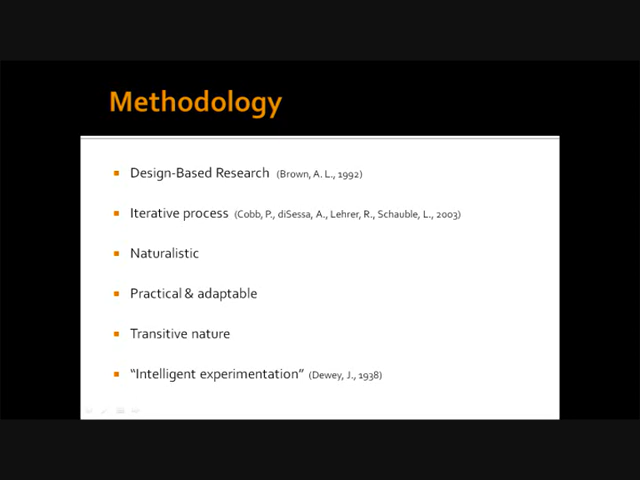 Methodology
Design-Based Research (Brown, A. L., 1992)
Iterative process (Cobb, P., diSessa, A., Lehrer, R., Schauble, L., 2003)
Naturalistic
Practical & adaptable
Transitive nature
“Intelligent experimentation” (Dewey, J., 1938)